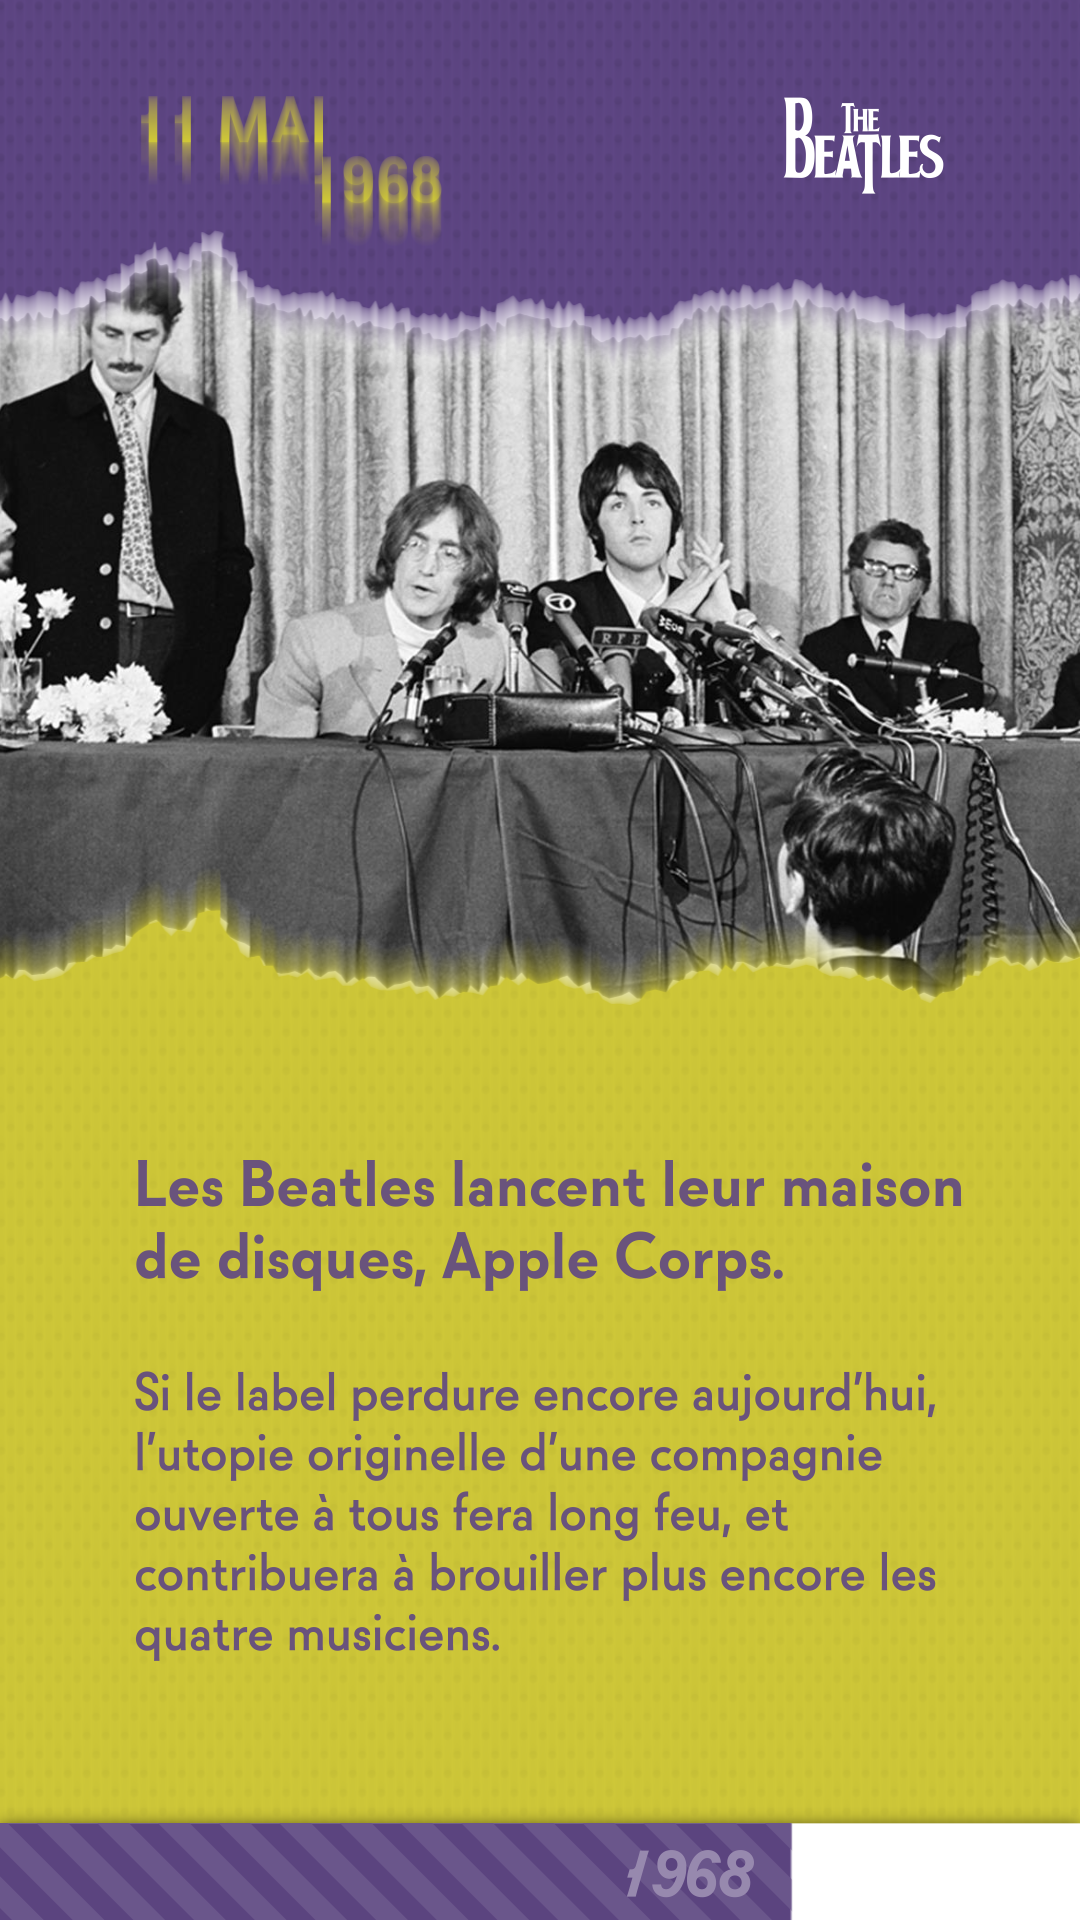 11 MAI
1968
THE
BEATLES
RFE
Les Beatles lancent leur maison
de disques, Apple Corps.
Si le label perdure encore aujourd’hui,
l’utopie originelle d’une compagnie
ouverte à tous fera long feu, et
contribuera à brouiller plus encore les
quatre musiciens.
1968